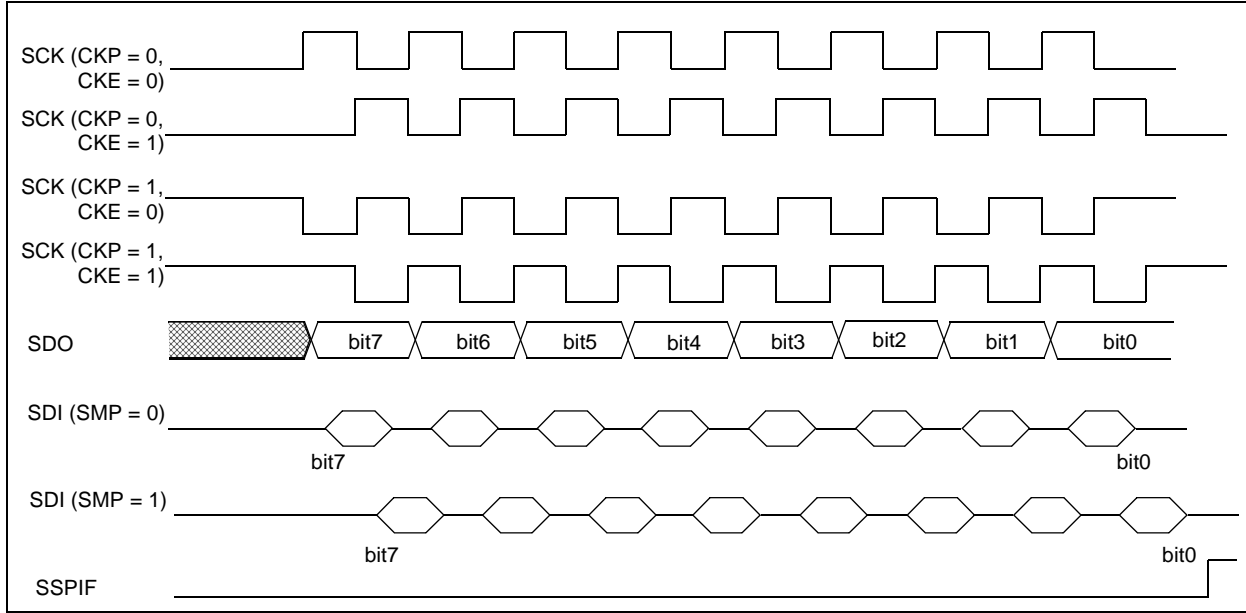 SCK (CKP = 0,
CKE = 0)
SCK (CKP = 0,
CKE = 1)
SCK (CKP = 1,
CKE = 0)
SCK (CKP = 1,
CKE = 1)
SDO bit7 bit6 bit5 bit4 bit3 bit2 bit1 bit0
SDI (SMP = 0)
bit7 bit0
SDI (SMP = 1)
bit7 bit0
SSPIF